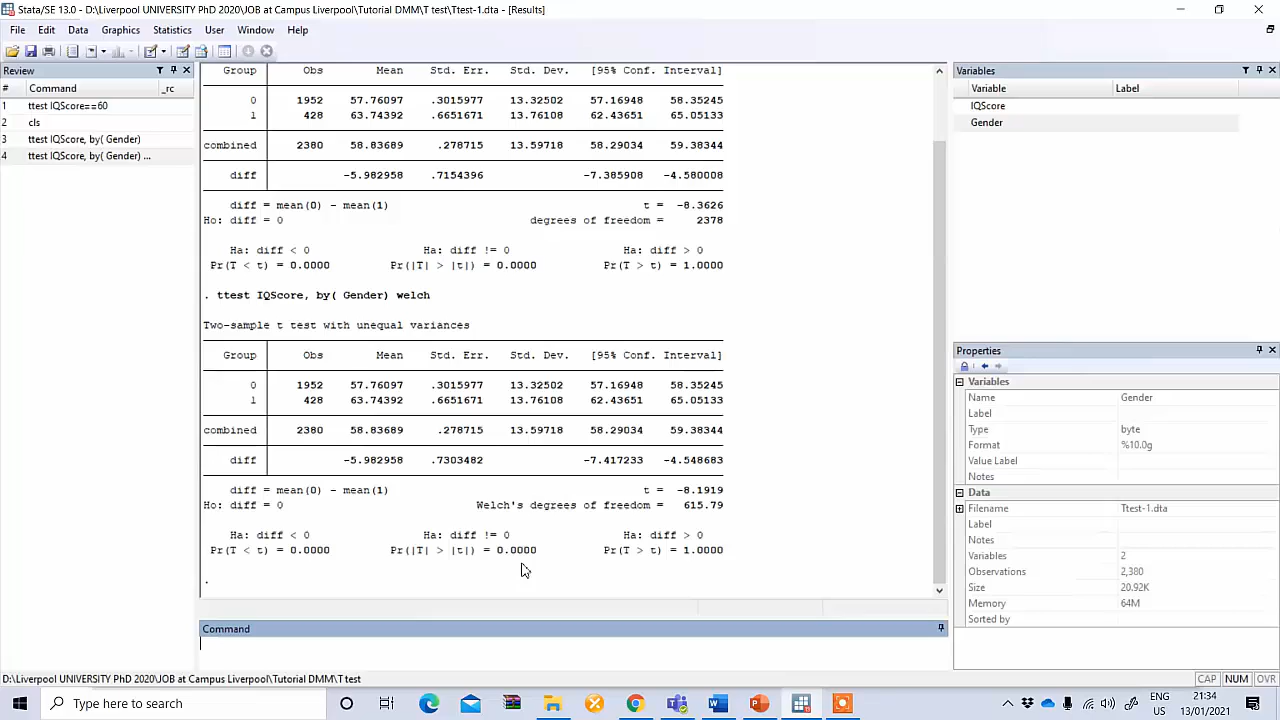 Stata/SE 13.0 - D:\Liverpool UNIVERSITY PhD 2020\JOB at Campus Liverpool\Tutorial DMM\T test\Ttest-1.dta - [Results]
File Edit Data Graphics Statistics User Window Help
Review
# Command _rc
1 ttest IQScore==60
2 cls
3 ttest IQScore, by( Gender)
4 ttest IQScore, by( Gender) ...
Group Obs Mean Std. Err. Std. Dev. [95% Conf. Interval]
0 1952 57.76097 .3015977 13.32502 57.16948 58.35245
1 428 63.74392 .6651671 13.76108 62.43651 65.05133
combined 2380 58.83689 .278715 13.59718 58.29034 59.38344
diff -5.982958 .7154396 -7.385908 -4.580008
diff = mean(0) - mean(1) t = -8.3626
Ho: diff = 0 degrees of freedom = 2378
Ha: diff < 0 Ha: diff != 0 Ha: diff > 0
Pr(T < t) = 0.0000 Pr(|T| > |t|) = 0.0000 Pr(T > t) = 1.0000
. ttest IQScore, by( Gender) welch
Two-sample t test with unequal variances
Group Obs Mean Std. Err. Std. Dev. [95% Conf. Interval]
0 1952 57.76097 .3015977 13.32502 57.16948 58.35245
1 428 63.74392 .6651671 13.76108 62.43651 65.05133
combined 2380 58.83689 .278715 13.59718 58.29034 59.38344
diff -5.982958 .7303482 -7.417233 -4.548683
diff = mean(0) - mean(1) t = -8.1919
Ho: diff = 0 Welch's degrees of freedom = 615.79
Ha: diff < 0 Ha: diff != 0 Ha: diff > 0
Pr(T < t) = 0.0000 Pr(|T| > |t|) = 0.0000 Pr(T > t) = 1.0000
.
Command
Variables
Variable Label
IQScore
Gender
Properties
Variables
Name Gender
Label
Type byte
Format %10.0g
Value Label
Notes
Data
Filename Ttest-1.dta
Label
Notes
Variables 2
Observations 2,380
Size 20.92K
Memory 64M
Sorted by
D:\Liverpool UNIVERSITY PhD 2020\JOB at Campus Liverpool\Tutorial DMM\T test
CAP NUM OVR
Type here to search
ENG
US
21:34
13/01/2021